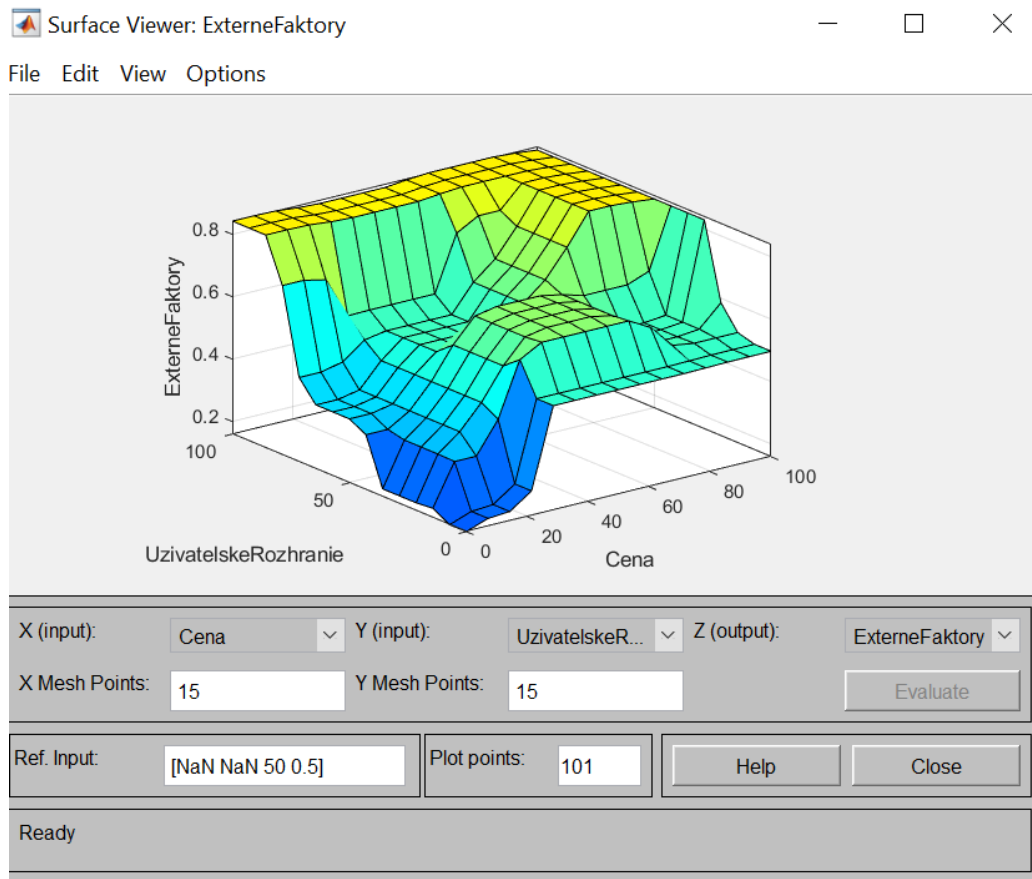 Surface Viewer: ExterneFaktory
File Edit View Options
0.8
0.6
0.4
0.2
ExterneFaktory
100
50
0
UzivatelskeRozhranie
0
20
40
60
80
100
Cena
X (input): Cena Y (input): UzivatelskeR... Z (output): ExterneFaktory
X Mesh Points: 15 Y Mesh Points: 15 Evaluate
Ref. Input: [NaN NaN 50 0.5] Plot points: 101 Help Close
Ready